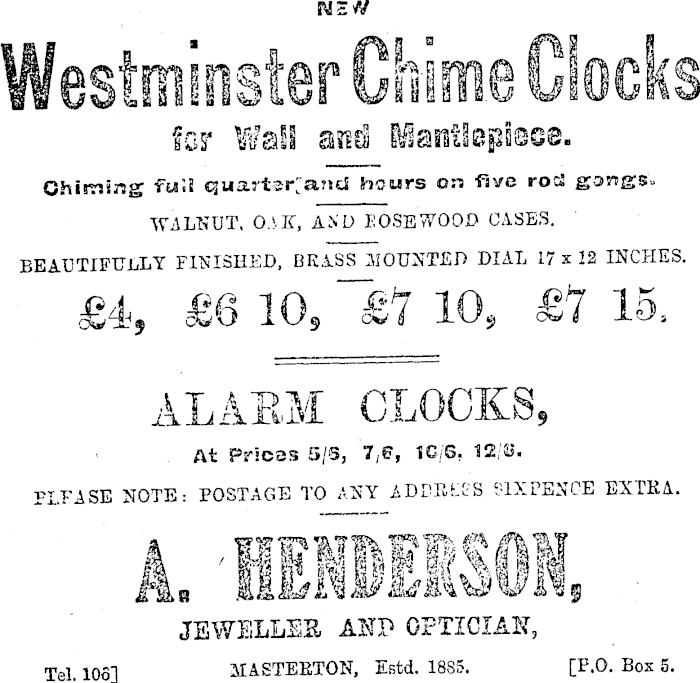 NEW
Westminster Chime Clocks
for Wall and Mantlepiece.
Chiming full quarter and hours on five rod gongs.
WALNUT, OAK, AND ROSEWOOD CASES.
BEAUTIFULLY FINISHED, BRASS MOUNTED DIAL 17 x 12 INCHES.
£4, £6 10, £7 10, £7 15.
ALARM CLOCKS,
At Prices 5/6, 7/6, 10/6, 12/6.
PLEASE NOTE: POSTAGE TO ANY ADDRESS SIXPENCE EXTRA.
A. HENDERSON,
JEWELLER AND OPTICIAN,
Tel. 106] MASTERTON, Estd. 1885. [P.O. Box 5.